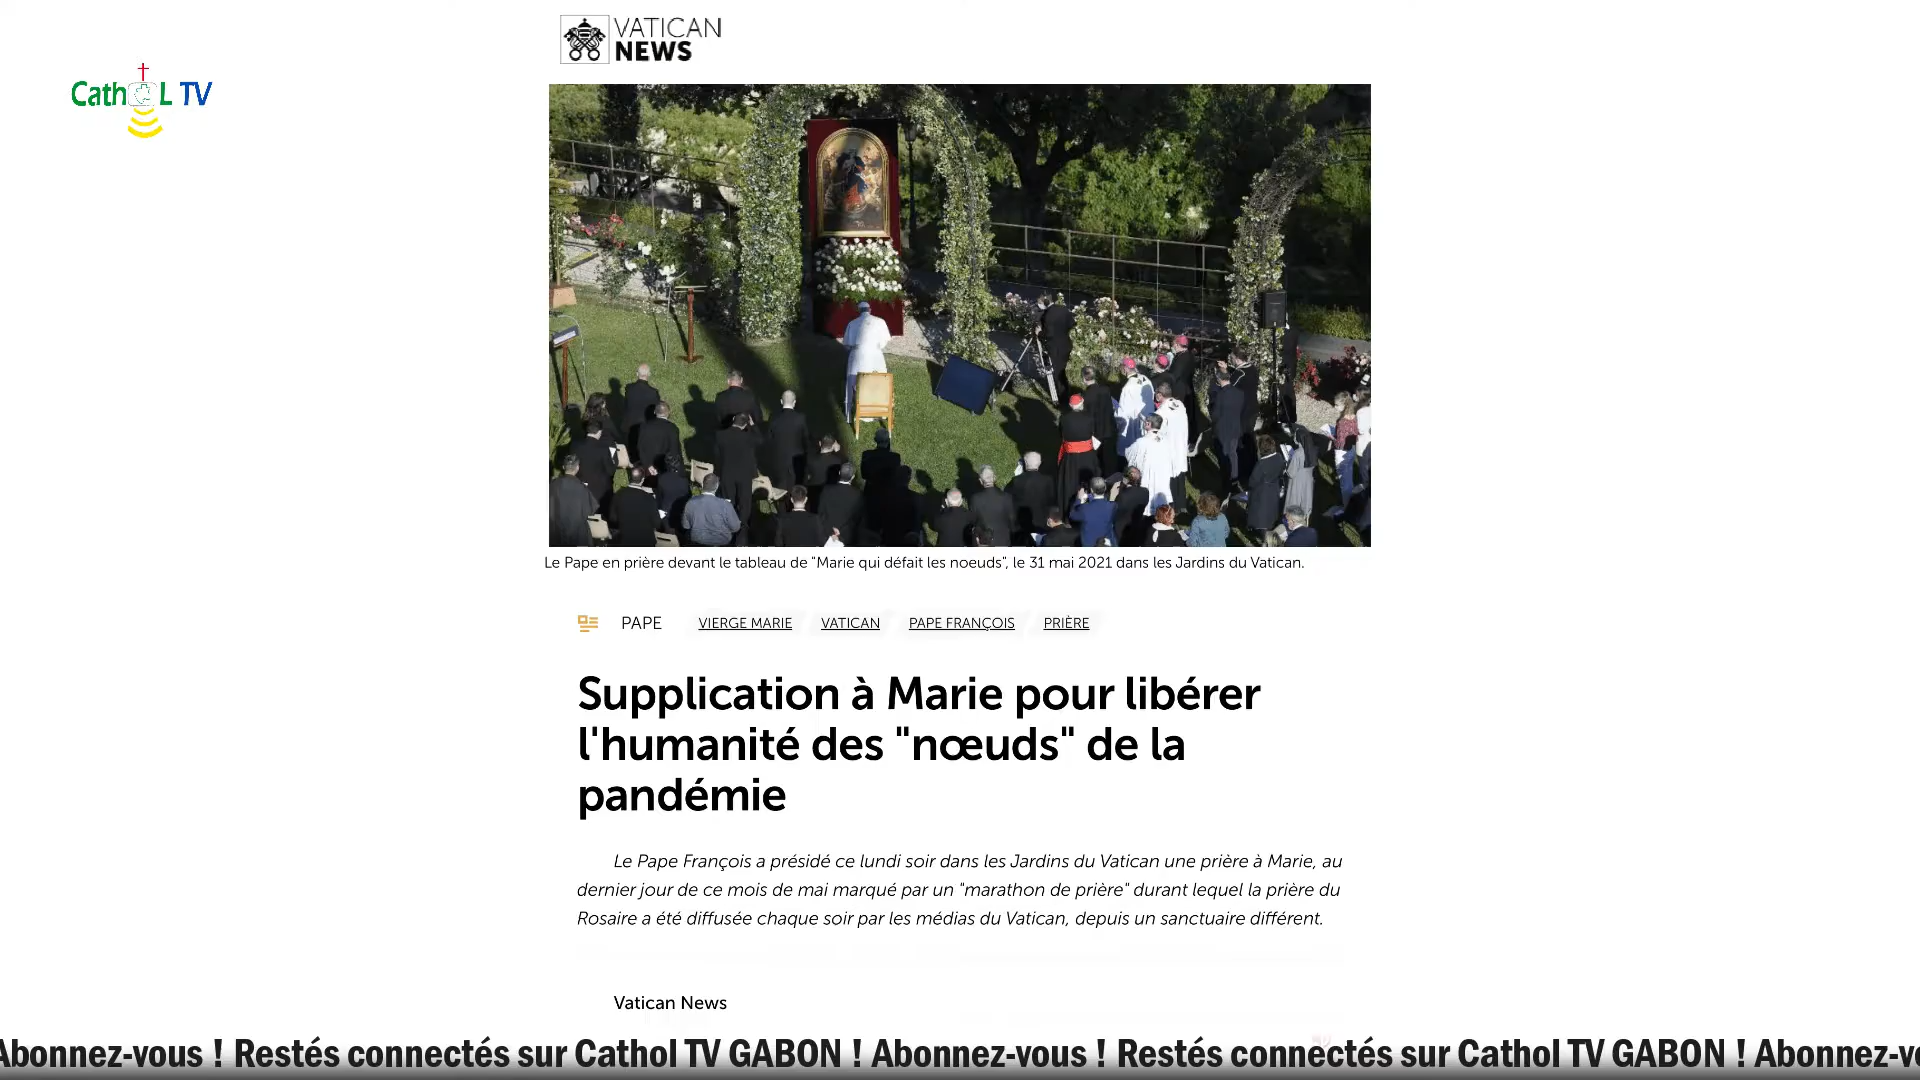 VATICAN
NEWS
Cath L TV
Le Pape en prière devant le tableau de "Marie qui défait les noeuds", le 31 mai 2021 dans les Jardins du Vatican.
PAPE VIERGE MARIE VATICAN PAPE FRANÇOIS PRIÈRE
Supplication à Marie pour libérer
l'humanité des "nœuds" de la
pandémie
Le Pape François a présidé ce lundi soir dans les Jardins du Vatican une prière à Marie, au
dernier jour de ce mois de mai marqué par un "marathon de prière" durant lequel la prière du
Rosaire a été diffusée chaque soir par les médias du Vatican, depuis un sanctuaire différent.
Vatican News
Abonnez-vous ! Restés connectés sur Cathol TV GABON ! Abonnez-vous ! Restés connectés sur Cathol TV GABON ! Abonnez-v